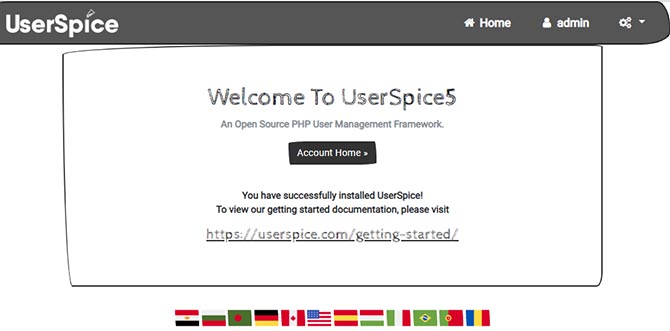 UserSpice
Home
admin
Welcome To UserSpice5
An Open Source PHP User Management Framework.
Account Home »
You have successfully installed UserSpice!
To view our getting started documentation, please visit
https://userspice.com/getting-started/